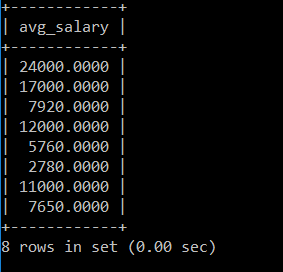 +------------+
| avg_salary |
+------------+
| 24000.0000 |
| 17000.0000 |
|  7920.0000 |
| 12000.0000 |
|  5760.0000 |
|  2780.0000 |
| 11000.0000 |
|  7650.0000 |
+------------+
8 rows in set (0.00 sec)